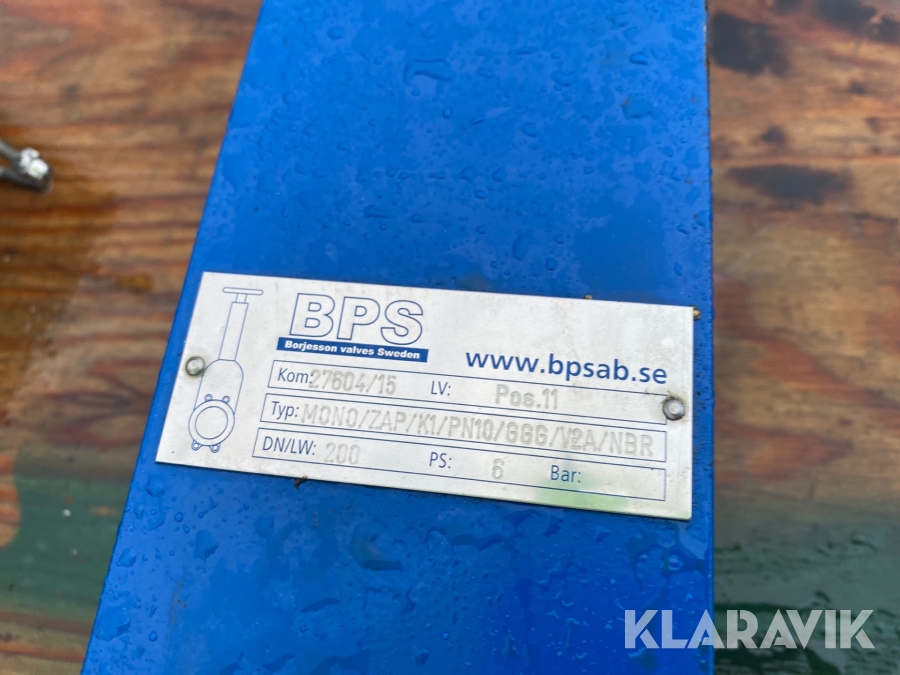 BPS
Borjesson valves Sweden
www.bpsab.se
Kom: 27604/15 LV: Pos.11
Typ: MONO/ZAP/K1/PN10/GGG/V2A/NBR
DN/LW: 200 PS: 6 Bar:
KLARAVIK